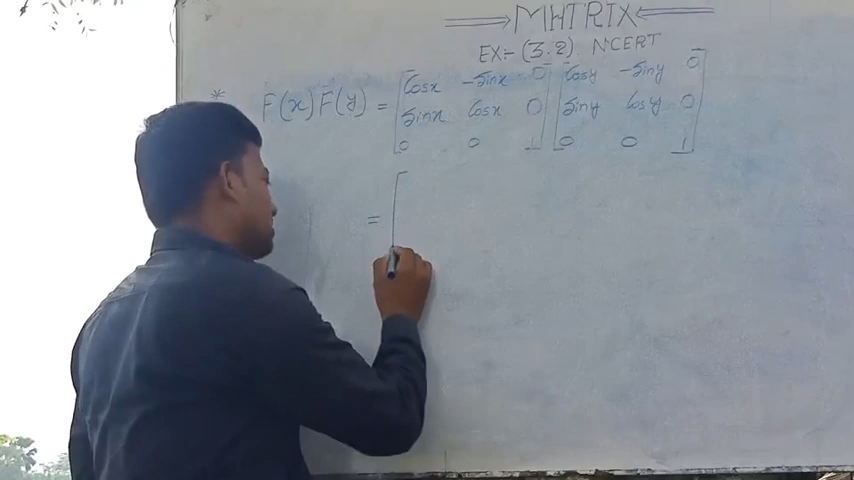 ⇒ MATRIX ⇐
EX:- (3.2) NCERT
* F(x) F(y) = [cosx -sinx 0] [cosy -siny 0]
[sinx cosx 0] [siny cosy 0]
[0 0 1] [0 0 1]
= [